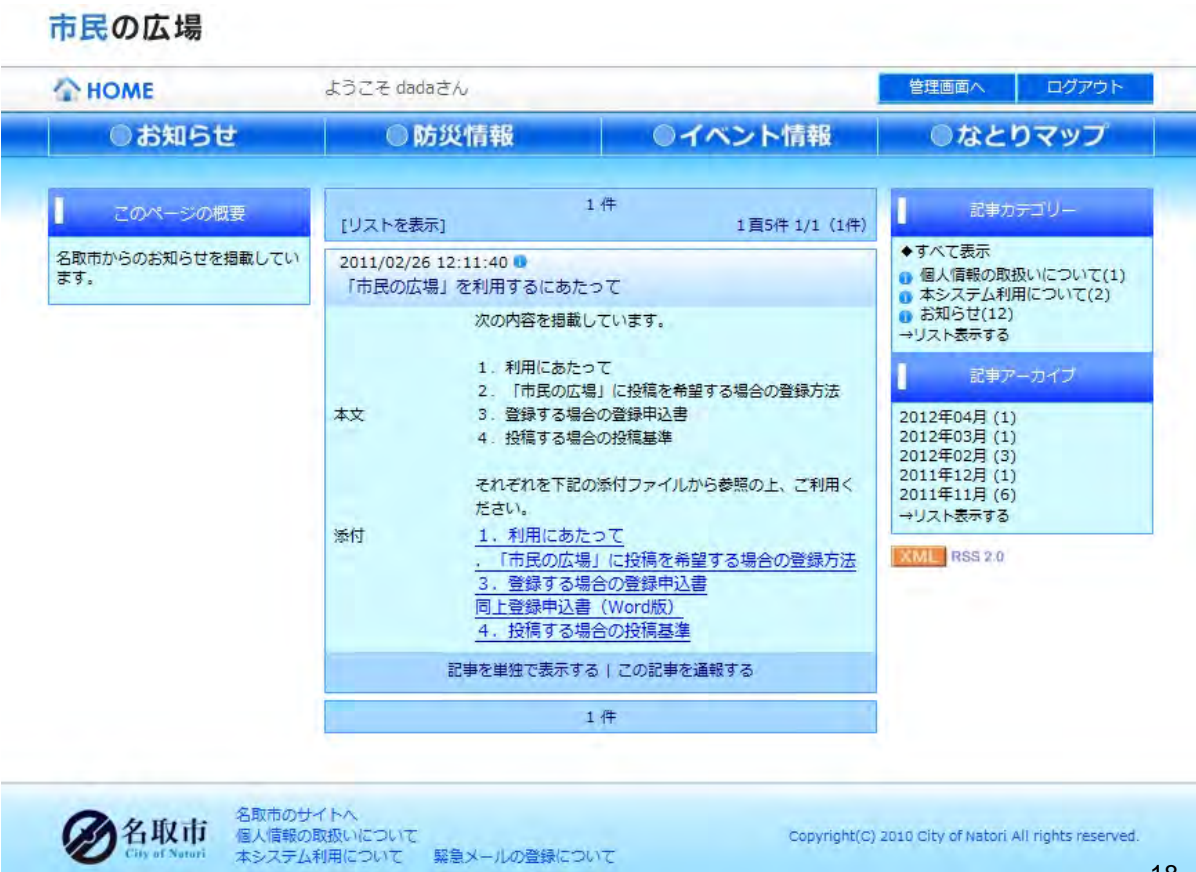 市民の広場
HOME
ようこそ dadaさん
管理画面へ
ログアウト
お知らせ
防災情報
イベント情報
なとりマップ
このページの概要
名取市からのお知らせを掲載してい
ます。
1 件
[リストを表示]
1頁5件 1/1（1件）
2011/02/26 12:11:40
「市民の広場」を利用するにあたって
本文
次の内容を掲載しています。
1．利用にあたって
2．「市民の広場」に投稿を希望する場合の登録方法
3．登録する場合の登録申込書
4．投稿する場合の投稿基準
それぞれを下記の添付ファイルから参照の上、ご利用く
ださい。
添付
1．利用にあたって
．「市民の広場」に投稿を希望する場合の登録方法
3．登録する場合の登録申込書
同上登録申込書（Word版）
4．投稿する場合の投稿基準
記事を単独で表示する | この記事を通報する
1 件
記事カテゴリー
◆すべて表示
個人情報の取扱いについて(1)
本システム利用について(2)
お知らせ(12)
→リスト表示する
記事アーカイブ
2012年04月 (1)
2012年03月 (1)
2012年02月 (3)
2011年12月 (1)
2011年11月 (6)
→リスト表示する
XML RSS 2.0
名取市
City of Natori
名取市のサイトへ
個人情報の取扱いについて
本システム利用について 緊急メールの登録について
Copyright(C) 2010 City of Natori All rights reserved.
18